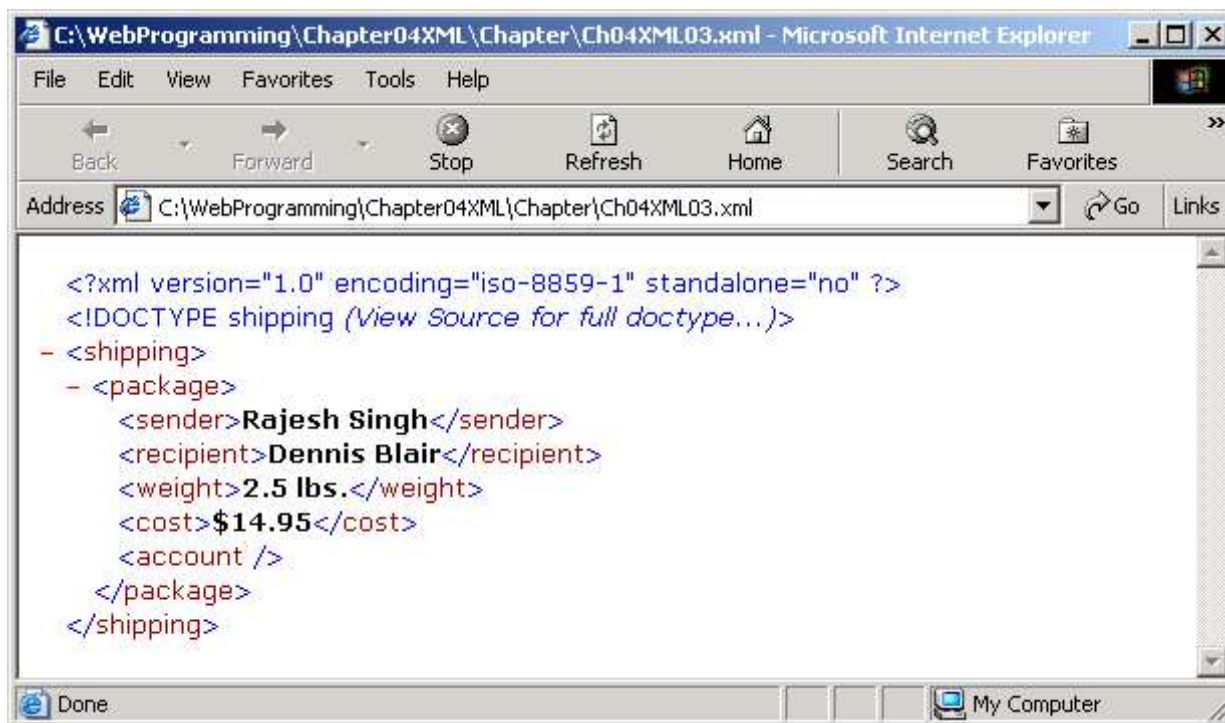 C:\WebProgramming\Chapter04XML\Chapter\Ch04XML03.xml - Microsoft Internet Explorer
File Edit View Favorites Tools Help
Back Forward Stop Refresh Home Search Favorites »
Address C:\WebProgramming\Chapter04XML\Chapter\Ch04XML03.xml Go Links
<?xml version="1.0" encoding="iso-8859-1" standalone="no" ?>
<!DOCTYPE shipping (View Source for full doctype...)>
- <shipping>
- <package>
<sender>Rajesh Singh</sender>
<recipient>Dennis Blair</recipient>
<weight>2.5 lbs.</weight>
<cost>$14.95</cost>
<account />
</package>
</shipping>
Done My Computer